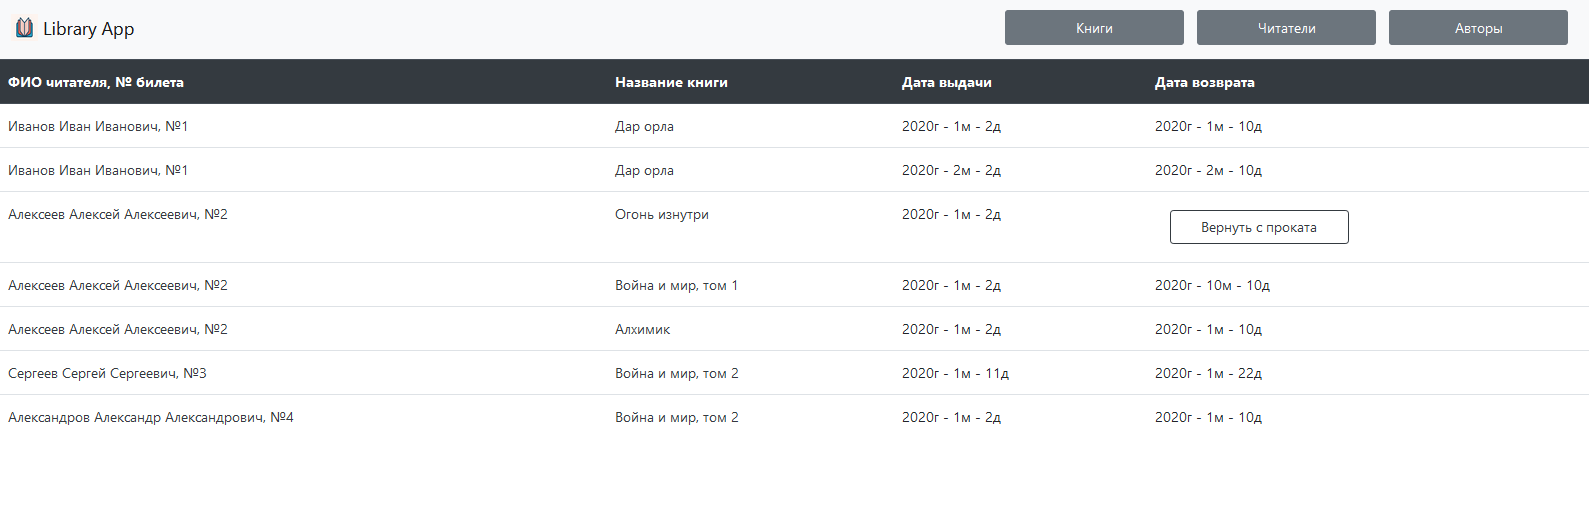 Library App Книги Читатели Авторы
ФИО читателя, № билета Название книги Дата выдачи Дата возврата
Иванов Иван Иванович, №1 Дар орла 2020г - 1м - 2д 2020г - 1м - 10д
Иванов Иван Иванович, №1 Дар орла 2020г - 2м - 2д 2020г - 2м - 10д
Алексеев Алексей Алексеевич, №2 Огонь изнутри 2020г - 1м - 2д Вернуть с проката
Алексеев Алексей Алексеевич, №2 Война и мир, том 1 2020г - 1м - 2д 2020г - 10м - 10д
Алексеев Алексей Алексеевич, №2 Алхимик 2020г - 1м - 2д 2020г - 1м - 10д
Сергеев Сергей Сергеевич, №3 Война и мир, том 2 2020г - 1м - 11д 2020г - 1м - 22д
Александров Александр Александрович, №4 Война и мир, том 2 2020г - 1м - 2д 2020г - 1м - 10д